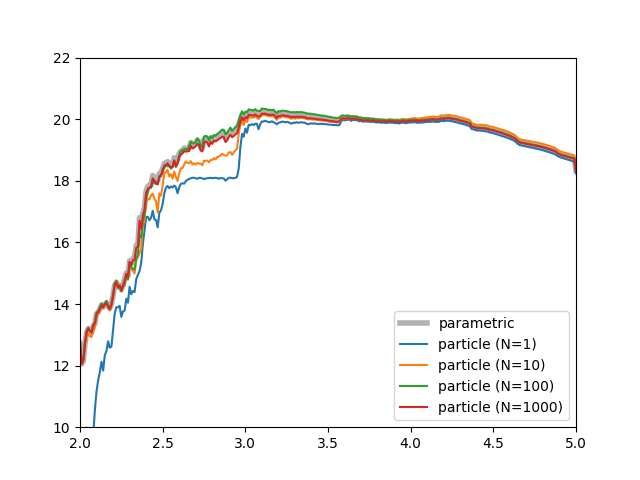 22
20
18
16
14
12
10
2.0 2.5 3.0 3.5 4.0 4.5 5.0
parametric
particle (N=1)
particle (N=10)
particle (N=100)
particle (N=1000)